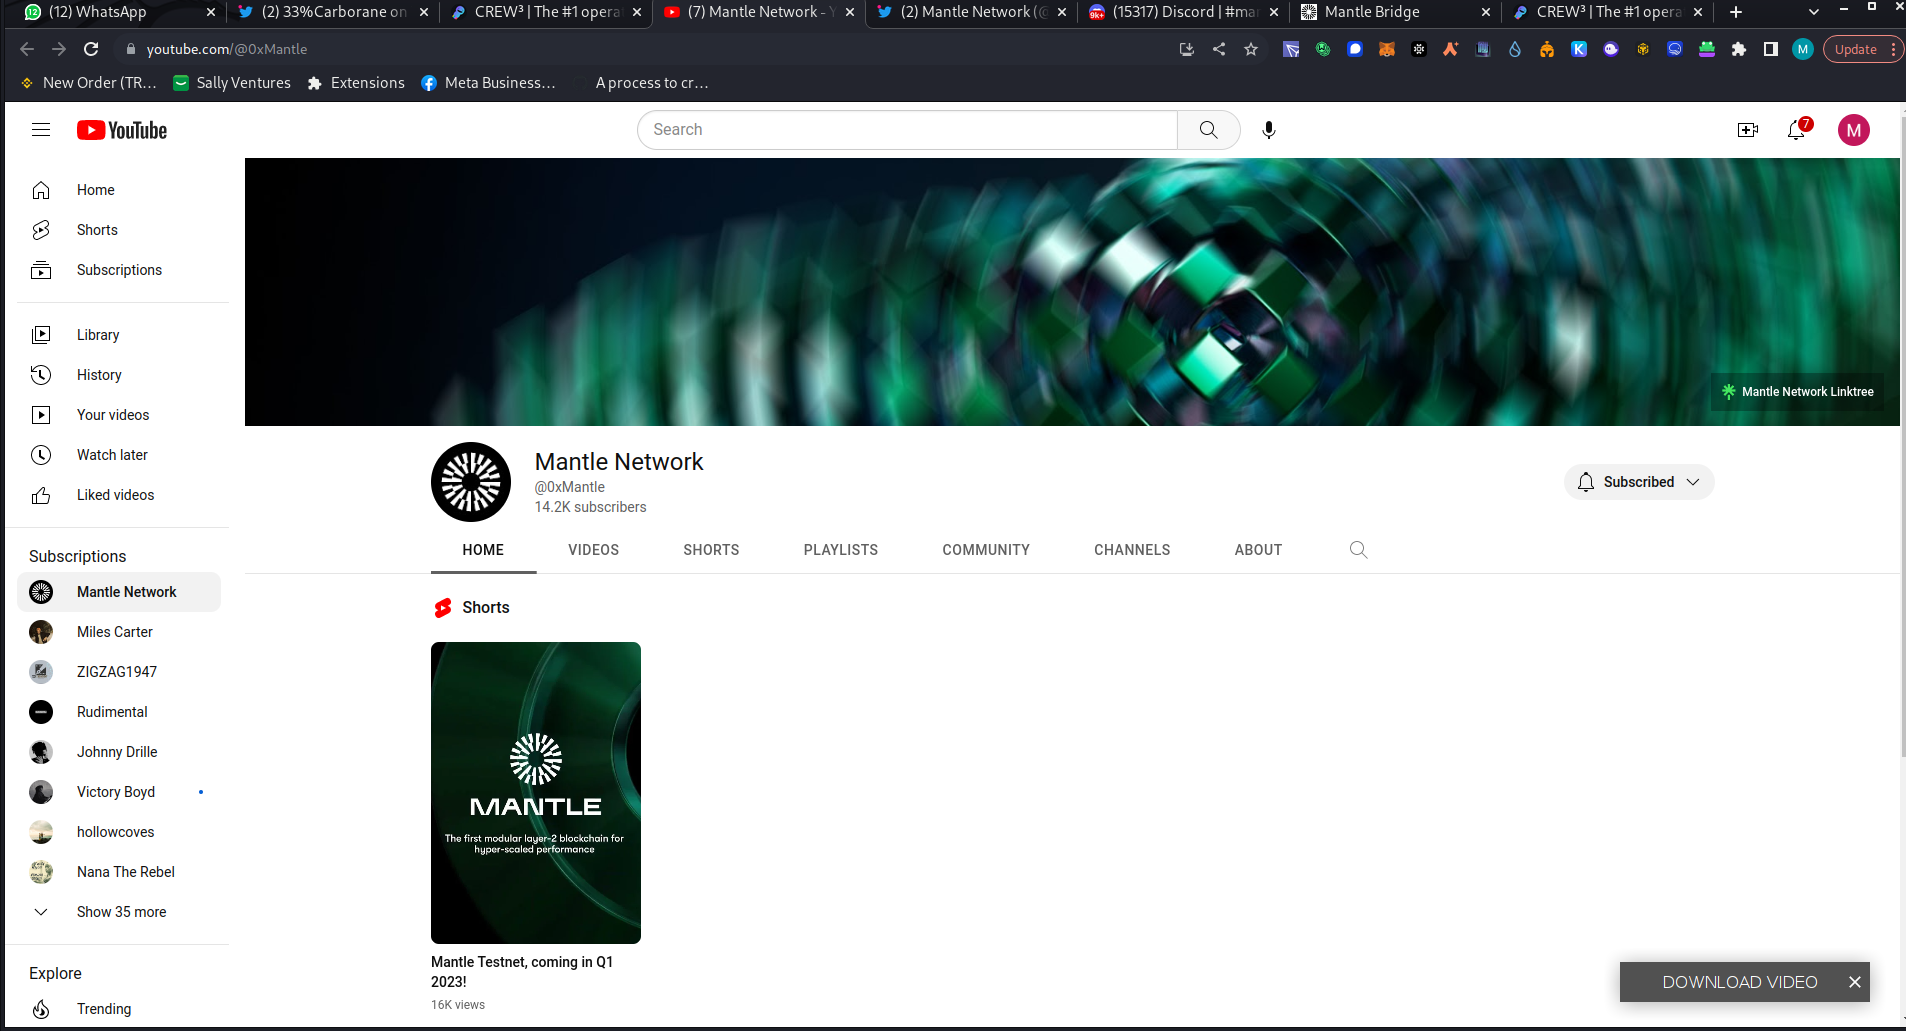 (12) WhatsApp
(2) 33%Carborane on
CREW³ | The #1 opera
(7) Mantle Network - Y
(2) Mantle Network (@
(15317) Discord | #mar
Mantle Bridge
CREW³ | The #1 opera
youtube.com/@0xMantle
M
Update
New Order (TR...
Sally Ventures
Extensions
Meta Business...
A process to cr...
YouTube
Search
7
M
Home
Shorts
Subscriptions
Library
History
Your videos
Watch later
Liked videos
Subscriptions
Mantle Network
Miles Carter
ZIGZAG1947
Rudimental
Johnny Drille
Victory Boyd
hollowcoves
Nana The Rebel
Show 35 more
Explore
Trending
Mantle Network Linktree
Mantle Network
@0xMantle
14.2K subscribers
Subscribed
HOME
VIDEOS
SHORTS
PLAYLISTS
COMMUNITY
CHANNELS
ABOUT
Shorts
MANTLE
The first modular layer-2 blockchain for
hyper-scaled performance
Mantle Testnet, coming in Q1
2023!
16K views
DOWNLOAD VIDEO